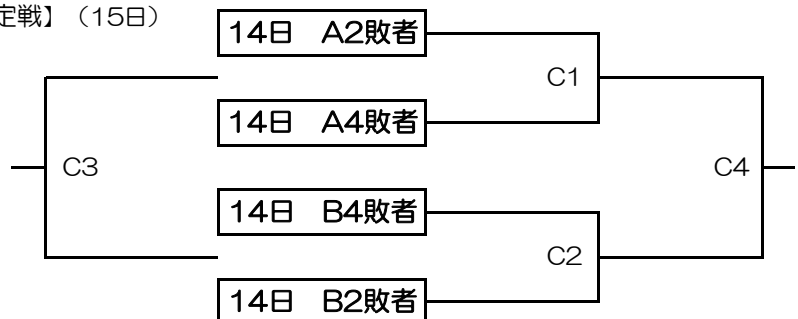 定戦】（15日）
14日　A2敗者
C1
14日　A4敗者
C3
C4
14日　B4敗者
C2
14日　B2敗者